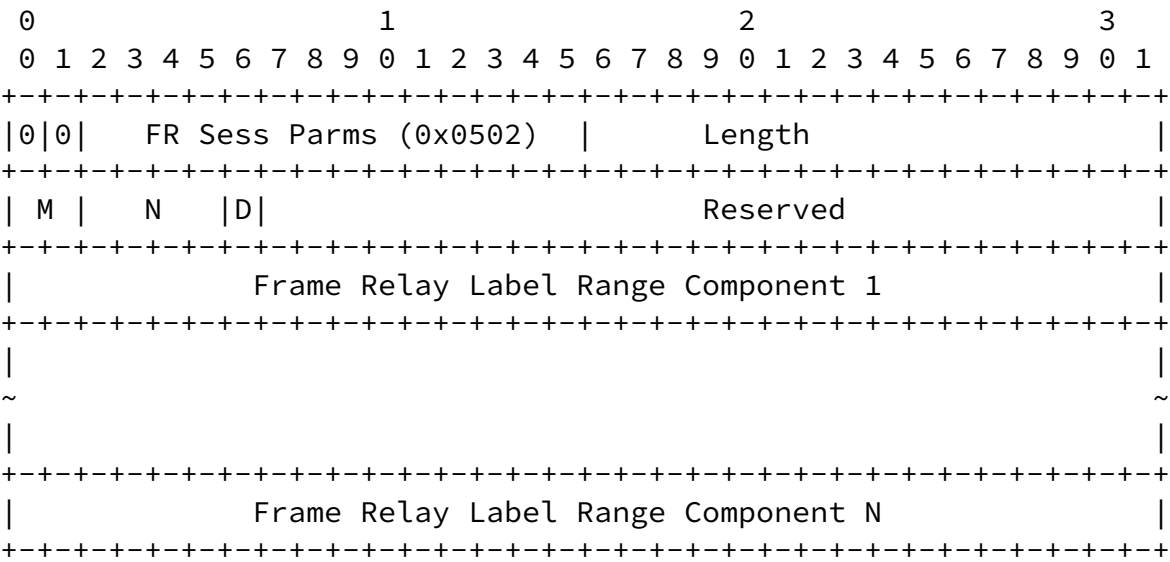 0                   1                   2                   3
 0 1 2 3 4 5 6 7 8 9 0 1 2 3 4 5 6 7 8 9 0 1 2 3 4 5 6 7 8 9 0 1
+-+-+-+-+-+-+-+-+-+-+-+-+-+-+-+-+-+-+-+-+-+-+-+-+-+-+-+-+-+-+-+-+
|0|0|   FR Sess Parms (0x0502)  |      Length                   |
+-+-+-+-+-+-+-+-+-+-+-+-+-+-+-+-+-+-+-+-+-+-+-+-+-+-+-+-+-+-+-+-+
| M |   N   |D|                        Reserved                 |
+-+-+-+-+-+-+-+-+-+-+-+-+-+-+-+-+-+-+-+-+-+-+-+-+-+-+-+-+-+-+-+-+
|             Frame Relay Label Range Component 1               |
+-+-+-+-+-+-+-+-+-+-+-+-+-+-+-+-+-+-+-+-+-+-+-+-+-+-+-+-+-+-+-+-+
|                                                               |
~                                                               ~
|                                                               |
+-+-+-+-+-+-+-+-+-+-+-+-+-+-+-+-+-+-+-+-+-+-+-+-+-+-+-+-+-+-+-+-+
|             Frame Relay Label Range Component N               |
+-+-+-+-+-+-+-+-+-+-+-+-+-+-+-+-+-+-+-+-+-+-+-+-+-+-+-+-+-+-+-+-+